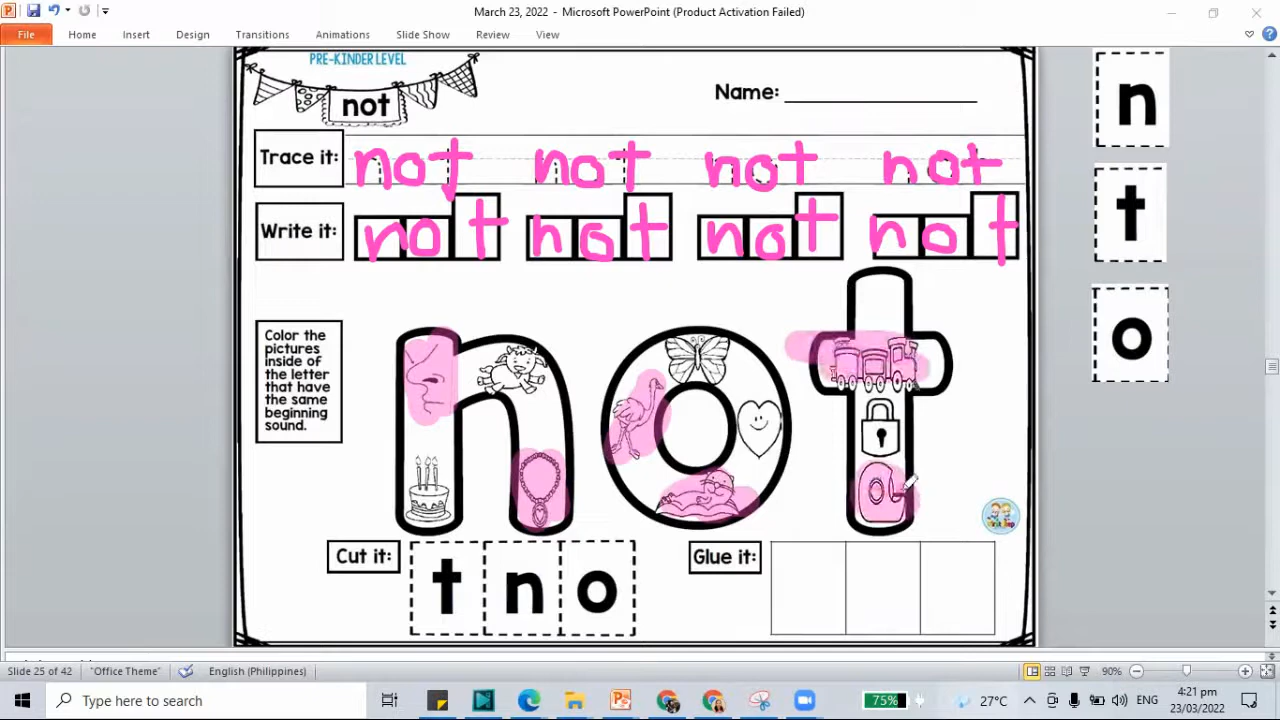 March 23, 2022 - Microsoft PowerPoint (Product Activation Failed)
File Home Insert Design Transitions Animations Slide Show Review View
PRE-KINDER LEVEL
not
Name:
Trace it: not not not not
Write it: not not not not
Color the
pictures
inside of
the letter
that have
the same
beginning
sound.
not
Cut it: t n o
Glue it:
n
t
o
Slide 25 of 42 "Office Theme" English (Philippines) 90%
Type here to search
75% 27°C ENG 4:21 pm
23/03/2022